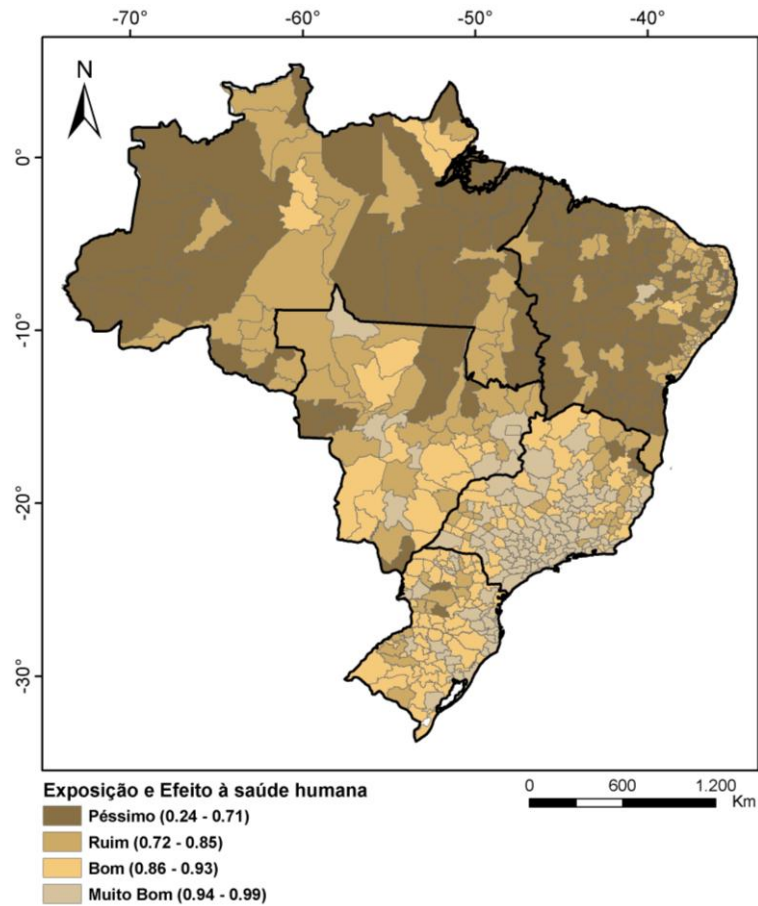 -70° -60° -50° -40°
N
0°
-10°
-20°
-30°
Exposição e Efeito à saúde humana
Péssimo (0.24 - 0.71)
Ruim (0.72 - 0.85)
Bom (0.86 - 0.93)
Muito Bom (0.94 - 0.99)
0 600 1.200
Km